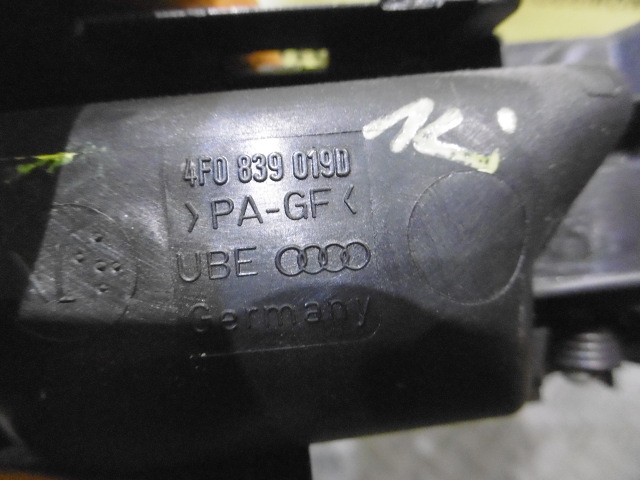 4F0 839 019D
>PA-GF<
UBE
Germany